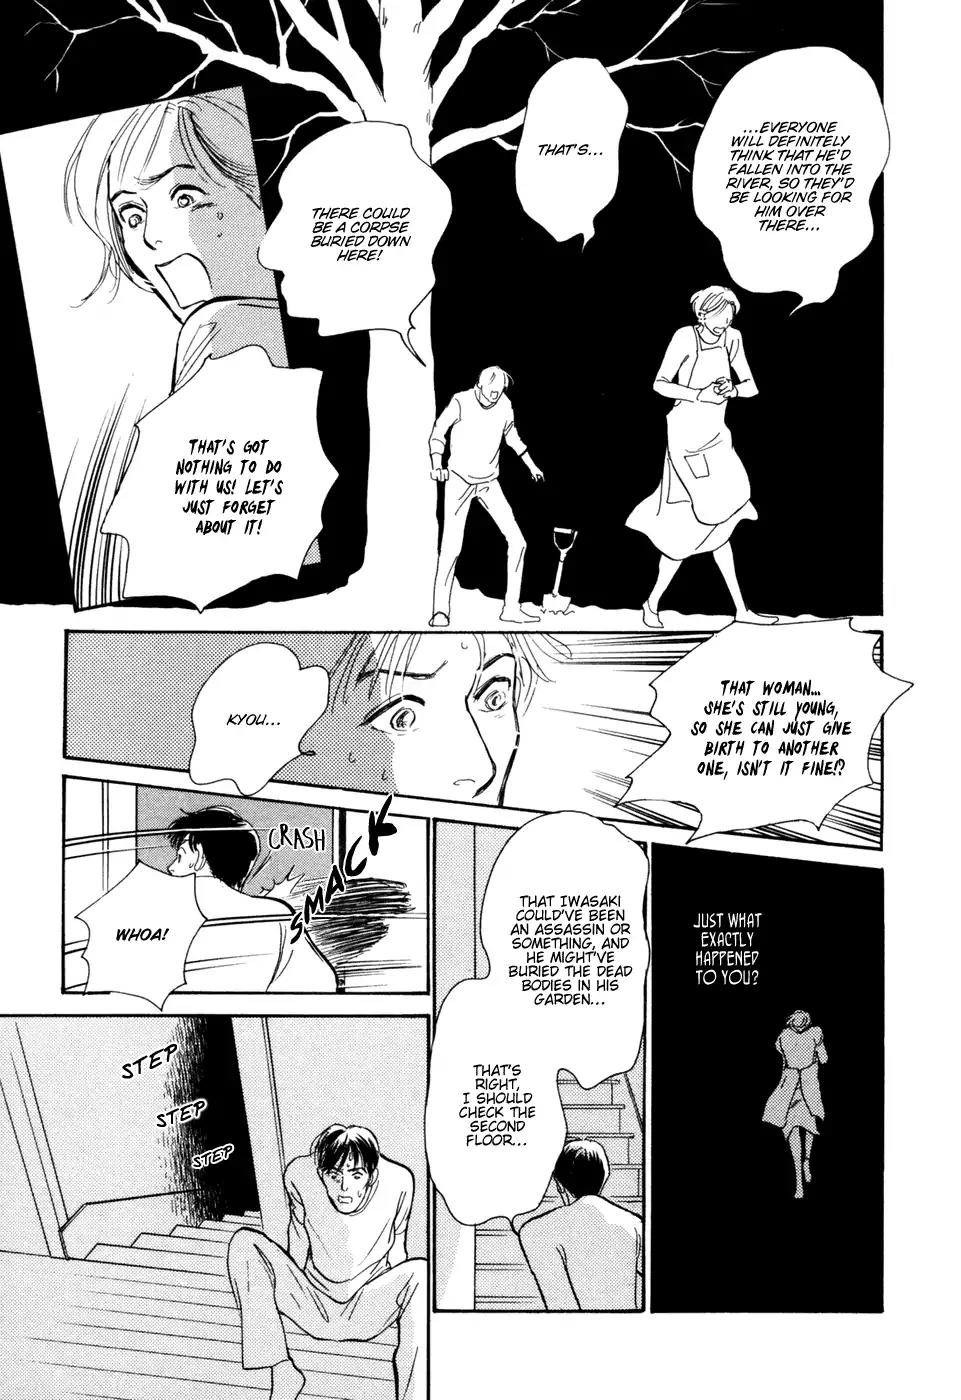 ...EVERYONE
WILL DEFINITELY
THINK THAT HE'D
FALLEN INTO THE
RIVER, SO THEY'D
BE LOOKING FOR
HIM OVER
THERE...
THAT'S...
THERE COULD
BE A CORPSE
BURIED DOWN
HERE!
THAT'S GOT
NOTHING TO DO
WITH US! LET'S
JUST FORGET
ABOUT IT!
THAT WOMAN...
SHE'S STILL YOUNG,
SO SHE CAN JUST GIVE
BIRTH TO ANOTHER
ONE, ISN'T IT FINE!?
KYOU...
JUST WHAT
EXACTLY
HAPPENED
TO YOU?
THAT IWASAKI
COULD'VE BEEN
AN ASSASSIN OR
SOMETHING, AND
HE MIGHT'VE
BURIED THE DEAD
BODIES IN HIS
GARDEN...
THAT'S
RIGHT,
I SHOULD
CHECK THE
SECOND
FLOOR...
SMACK
CRASH
WHOA!
STEP
STEP
STEP